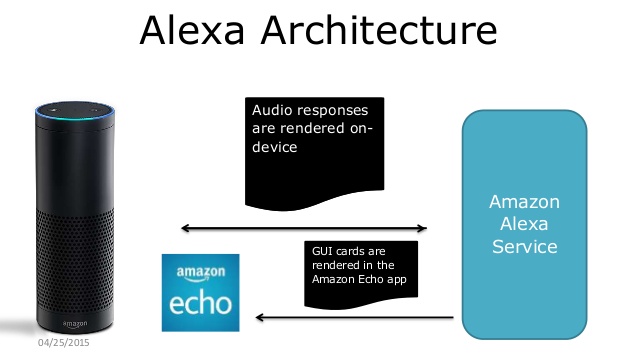 Alexa Architecture
Audio responses
are rendered on-
device
Amazon
Alexa
Service
GUI cards are
rendered in the
Amazon Echo app
amazon
echo
amazon
04/25/2015